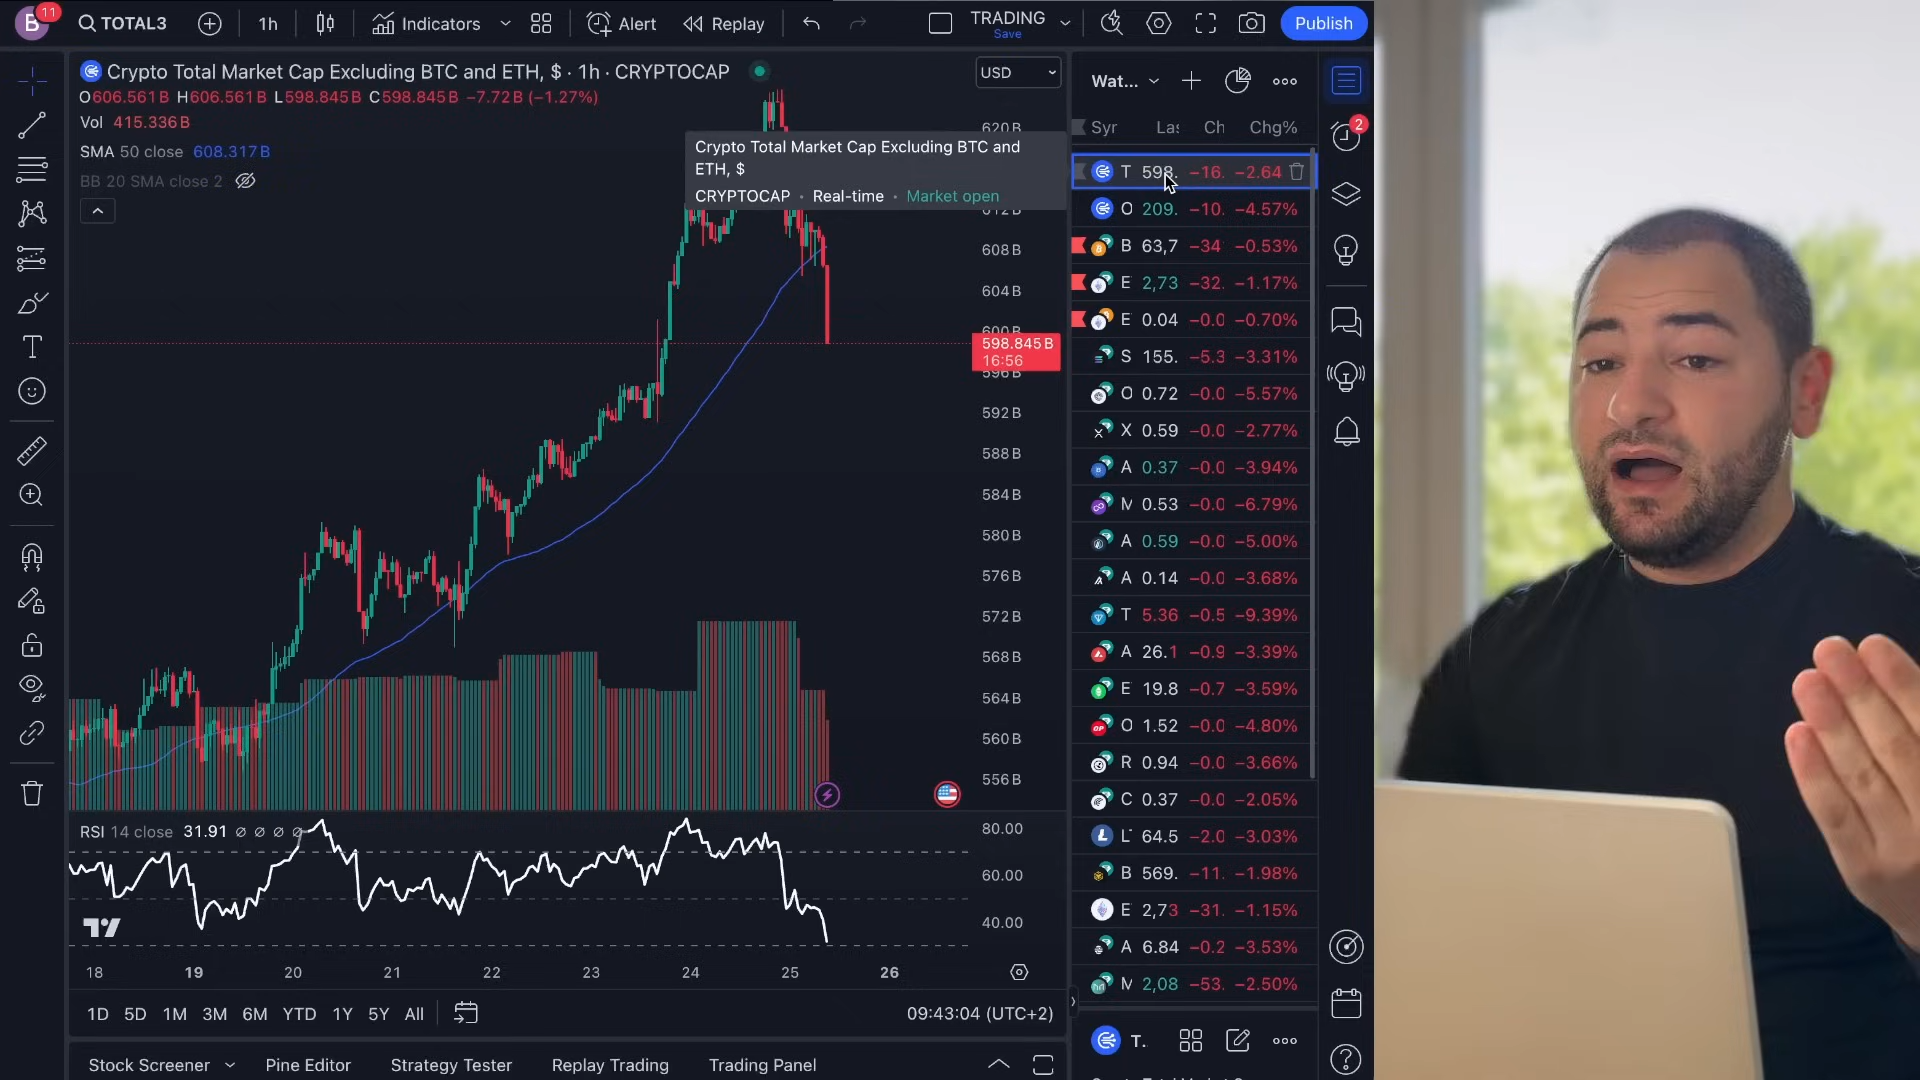 B 11 TOTAL3 1h Indicators Alert Replay TRADING Save Publish
Crypto Total Market Cap Excluding BTC and ETH, $ · 1h · CRYPTOCAP
USD
O606.561B H606.561B L598.845B C598.845B −7.72B (−1.27%)
Vol 415.336B
SMA 50 close 608.317B
BB 20 SMA close 2
Crypto Total Market Cap Excluding BTC and
ETH, $
CRYPTOCAP · Real-time · Market open
620B
612B
608B
604B
600B
598.845B
16:56
596B
592B
588B
584B
580B
576B
572B
568B
564B
560B
556B
RSI 14 close 31.91 ∅ ∅ ∅ ∅
80.00
60.00
40.00
18 19 20 21 22 23 24 25 26
1D 5D 1M 3M 6M YTD 1Y 5Y All
09:43:04 (UTC+2)
Stock Screener Pine Editor Strategy Tester Replay Trading Trading Panel
Wat...
Syr Las Ch Chg%
T 598. −16. −2.64
O 209. −10. −4.57%
B 63,7 −34 −0.53%
E 2,73 −32. −1.17%
E 0.04 −0.0 −0.70%
S 155. −5.3 −3.31%
O 0.72 −0.0 −5.57%
X 0.59 −0.0 −2.77%
A 0.37 −0.0 −3.94%
M 0.53 −0.0 −6.79%
A 0.59 −0.0 −5.00%
A 0.14 −0.0 −3.68%
T 5.36 −0.5 −9.39%
A 26.1 −0.9 −3.39%
E 19.8 −0.7 −3.59%
O 1.52 −0.0 −4.80%
R 0.94 −0.0 −3.66%
C 0.37 −0.0 −2.05%
L 64.5 −2.0 −3.03%
B 569. −11. −1.98%
E 2,73 −31. −1.15%
A 6.84 −0.2 −3.53%
M 2,08 −53. −2.50%
T.
2